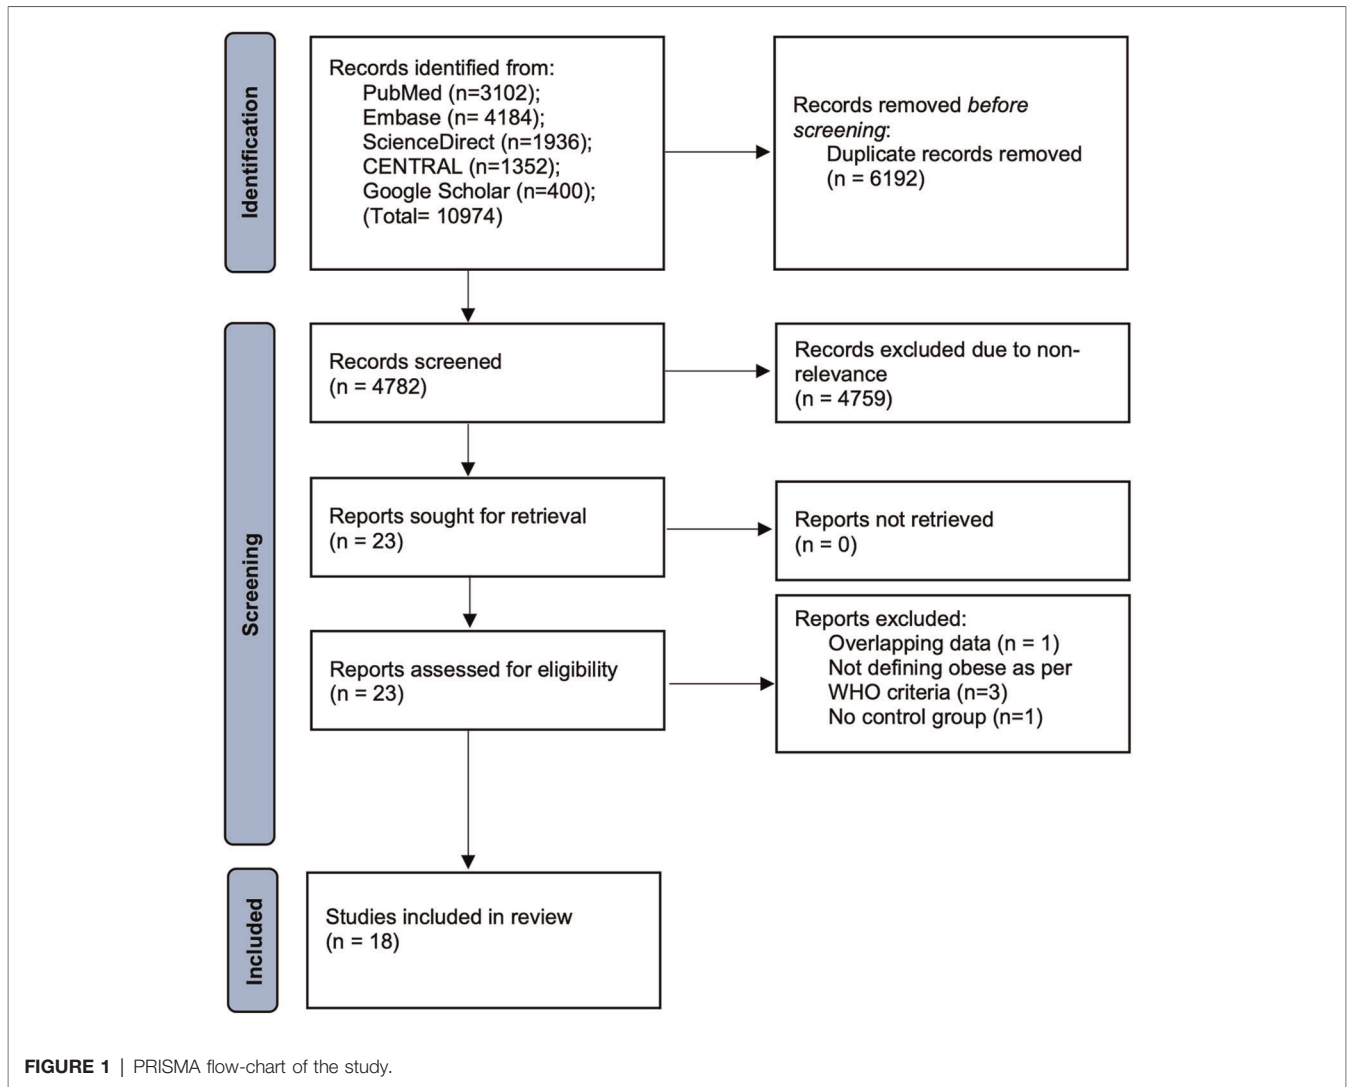 Identification
Records identified from:
PubMed (n=3102);
Embase (n= 4184);
ScienceDirect (n=1936);
CENTRAL (n=1352);
Google Scholar (n=400);
(Total= 10974)
Records removed before
screening:
Duplicate records removed
(n = 6192)
Screening
Records screened
(n = 4782)
Records excluded due to non-
relevance
(n = 4759)
Reports sought for retrieval
(n = 23)
Reports not retrieved
(n = 0)
Reports assessed for eligibility
(n = 23)
Reports excluded:
Overlapping data (n = 1)
Not defining obese as per
WHO criteria (n=3)
No control group (n=1)
Included
Studies included in review
(n = 18)
FIGURE 1 | PRISMA flow-chart of the study.